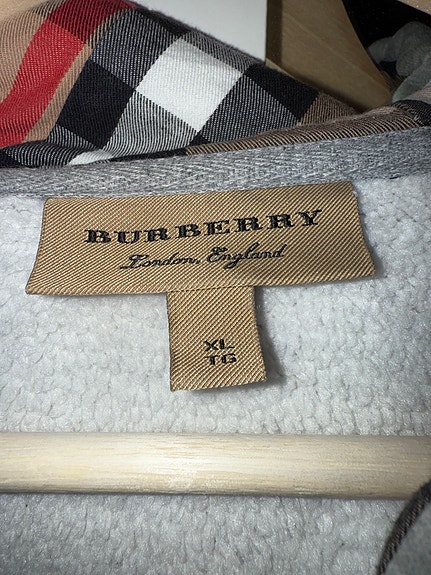 BURBERRY
London, England
XL
TG